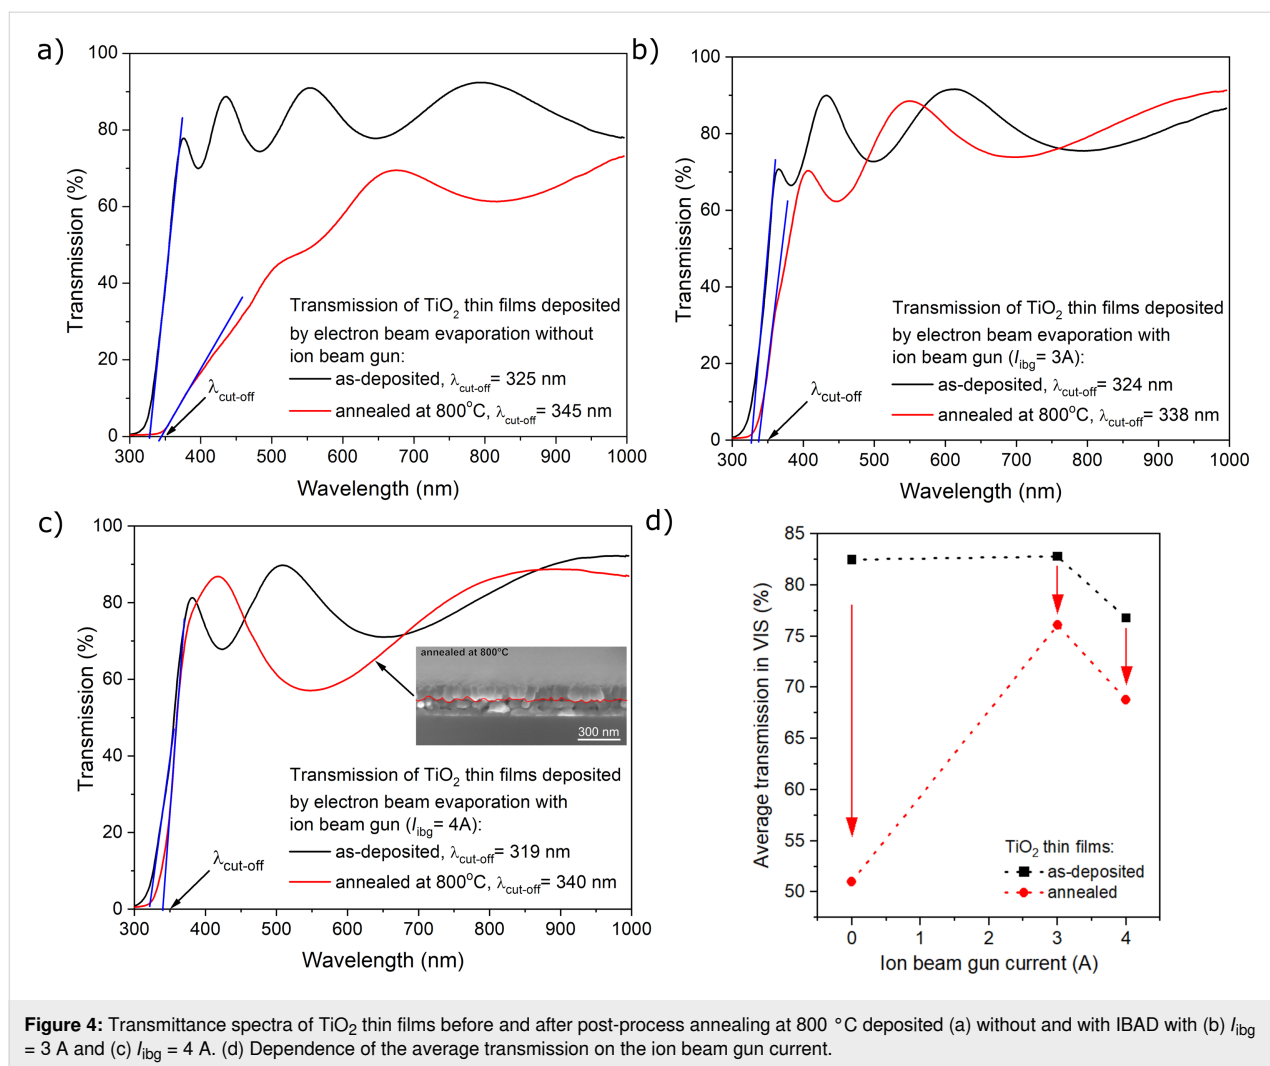 a)
100
80
60
40
20
0
Transmission (%)
Transmission of TiO2 thin films deposited
by electron beam evaporation without
ion beam gun:
as-deposited, λcut-off= 325 nm
annealed at 800°C, λcut-off= 345 nm
λcut-off
300 400 500 600 700 800 900 1000
Wavelength (nm)
b)
100
80
60
40
20
0
Transmission (%)
Transmission of TiO2 thin films deposited
by electron beam evaporation with
ion beam gun (Iibg= 3A):
as-deposited, λcut-off= 324 nm
annealed at 800°C, λcut-off= 338 nm
λcut-off
300 400 500 600 700 800 900 1000
Wavelength (nm)
c)
100
80
60
40
20
0
Transmission (%)
annealed at 800°C
300 nm
Transmission of TiO2 thin films deposited
by electron beam evaporation with
ion beam gun (Iibg= 4A):
as-deposited, λcut-off= 319 nm
annealed at 800°C, λcut-off= 340 nm
λcut-off
300 400 500 600 700 800 900 1000
Wavelength (nm)
d)
85
80
75
70
65
60
55
50
Average transmission in VIS (%)
TiO2 thin films:
as-deposited
annealed
0 1 2 3 4
Ion beam gun current (A)
Figure 4: Transmittance spectra of TiO2 thin films before and after post-process annealing at 800 °C deposited (a) without and with IBAD with (b) Iibg
= 3 A and (c) Iibg = 4 A. (d) Dependence of the average transmission on the ion beam gun current.